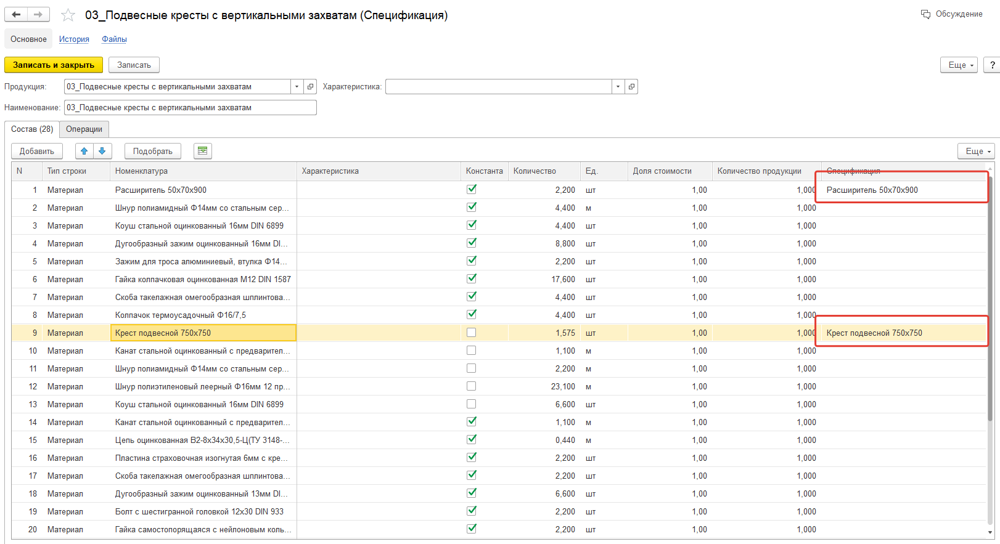 03_Подвесные кресты с вертикальными захватам (Спецификация)
Обсуждение
Основное История Файлы
Записать и закрыть Записать Еще ?
Продукция: 03_Подвесные кресты с вертикальными захватам Характеристика:
Наименование: 03_Подвесные кресты с вертикальными захватам
Состав (28) Операции
Добавить Подобрать Еще
N Тип строки Номенклатура Характеристика Константа Количество Ед. Доля стоимости Количество продукции Спецификация
1 Материал Расширитель 50х70х900 2,200 шт 1,00 1,000 Расширитель 50х70х900
2 Материал Шнур полиамидный Ф14мм со стальным сер... 4,400 м 1,00 1,000
3 Материал Коуш стальной оцинкованный 16мм DIN 6899 4,400 шт 1,00 1,000
4 Материал Дугообразный зажим оцинкованный 16мм DI... 8,800 шт 1,00 1,000
5 Материал Зажим для троса алюминиевый, втулка Ф14... 2,200 шт 1,00 1,000
6 Материал Гайка колпачковая оцинкованная М12 DIN 1587 17,600 шт 1,00 1,000
7 Материал Скоба такелажная омегообразная шплинтова... 4,400 шт 1,00 1,000
8 Материал Колпачок термоусадочный Ф16/7,5 4,400 шт 1,00 1,000
9 Материал Крест подвесной 750х750 1,575 шт 1,00 1,000 Крест подвесной 750х750
10 Материал Канат стальной оцинкованный с предварител... 1,100 м 1,00 1,000
11 Материал Шнур полиамидный Ф14мм со стальным сер... 2,200 м 1,00 1,000
12 Материал Шнур полиэтиленовый леерный Ф16мм 12 пр... 23,100 м 1,00 1,000
13 Материал Коуш стальной оцинкованный 16мм DIN 6899 6,600 шт 1,00 1,000
14 Материал Канат стальной оцинкованный с предварител... 1,100 м 1,00 1,000
15 Материал Цепь оцинкованная В2-8х34х30,5-Ц(ТУ 3148-... 0,440 м 1,00 1,000
16 Материал Пластина страховочная изогнутая 6мм с кре... 2,200 шт 1,00 1,000
17 Материал Скоба такелажная омегообразная шплинтова... 2,200 шт 1,00 1,000
18 Материал Дугообразный зажим оцинкованный 13мм DI... 6,600 шт 1,00 1,000
19 Материал Болт с шестигранной головкой 12х30 DIN 933 2,200 шт 1,00 1,000
20 Материал Гайка самостопорящаяся с нейлоновым коль... 2,200 шт 1,00 1,000